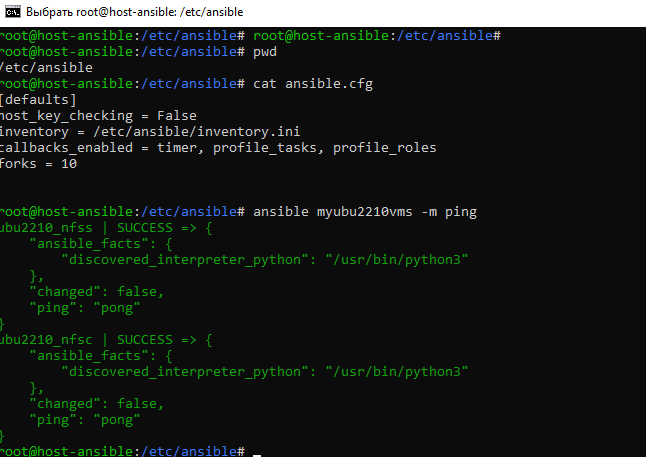 Выбрать root@host-ansible: /etc/ansible
root@host-ansible:/etc/ansible# root@host-ansible:/etc/ansible#
root@host-ansible:/etc/ansible# pwd
/etc/ansible
root@host-ansible:/etc/ansible# cat ansible.cfg
[defaults]
host_key_checking = False
inventory = /etc/ansible/inventory.ini
callbacks_enabled = timer, profile_tasks, profile_roles
forks = 10
root@host-ansible:/etc/ansible# ansible myubu2210vms -m ping
ubu2210_nfss | SUCCESS => {
    "ansible_facts": {
        "discovered_interpreter_python": "/usr/bin/python3"
    },
    "changed": false,
    "ping": "pong"
}
ubu2210_nfsc | SUCCESS => {
    "ansible_facts": {
        "discovered_interpreter_python": "/usr/bin/python3"
    },
    "changed": false,
    "ping": "pong"
}
root@host-ansible:/etc/ansible#